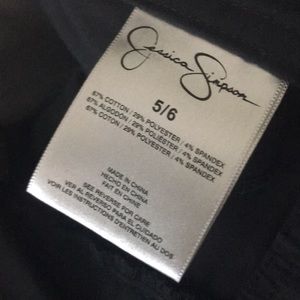 Jessica Simpson
5/6
67% COTTON / 29% POLYESTER / 4% SPANDEX
67% ALGODÓN / 29% POLIÉSTER / 4% SPANDEX
67% COTON / 29% POLYESTER / 4% SPANDEX
MADE IN CHINA
HECHO EN CHINA
FAIT EN CHINE
SEE REVERSE FOR CARE
VER AL REVERSO PARA EL CUIDADO
VOIR LES INSTRUCTIONS D'ENTRETIEN AU DOS